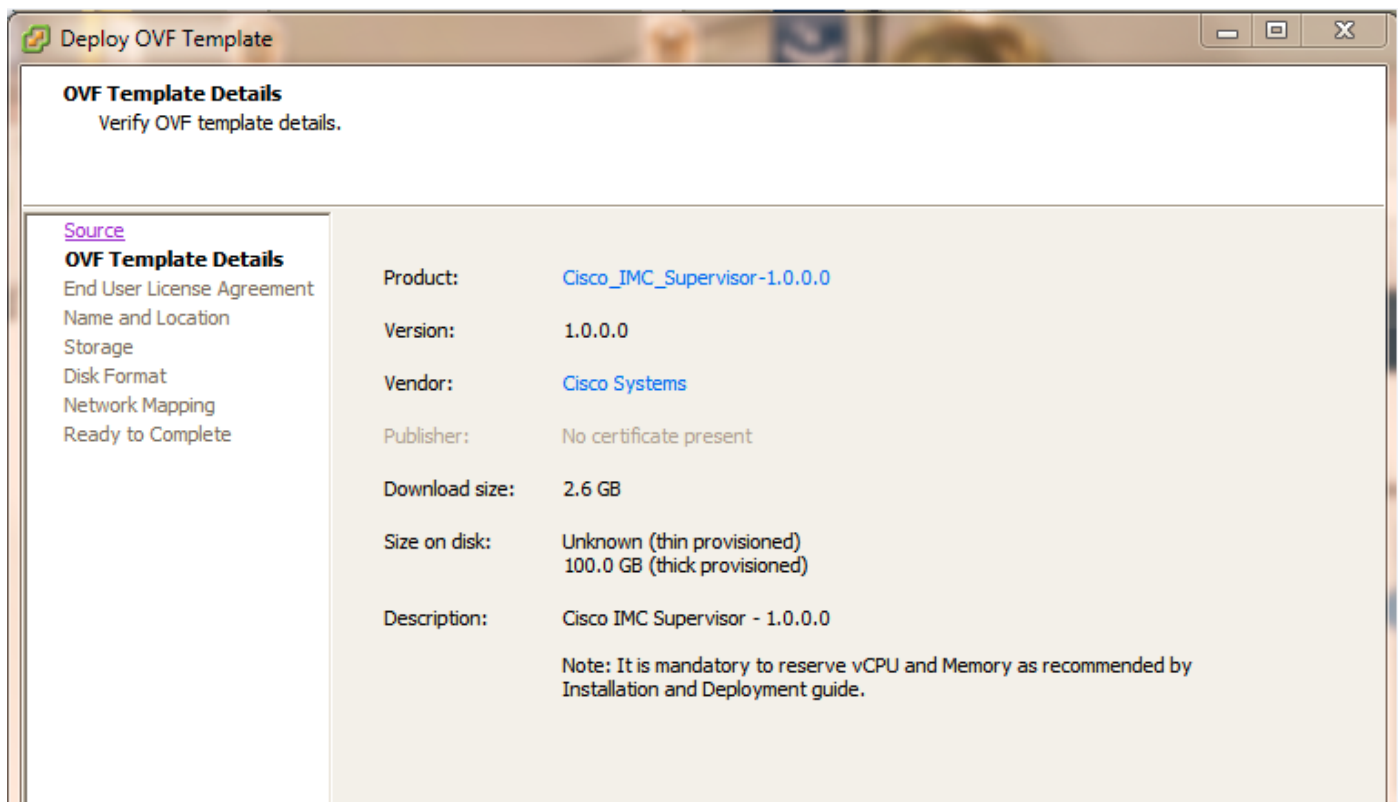 Deploy OVF Template
OVF Template Details
Verify OVF template details.
Source
OVF Template Details
End User License Agreement
Name and Location
Storage
Disk Format
Network Mapping
Ready to Complete
Product: Cisco_IMC_Supervisor-1.0.0.0
Version: 1.0.0.0
Vendor: Cisco Systems
Publisher: No certificate present
Download size: 2.6 GB
Size on disk: Unknown (thin provisioned)
100.0 GB (thick provisioned)
Description: Cisco IMC Supervisor - 1.0.0.0
Note: It is mandatory to reserve vCPU and Memory as recommended by
Installation and Deployment guide.